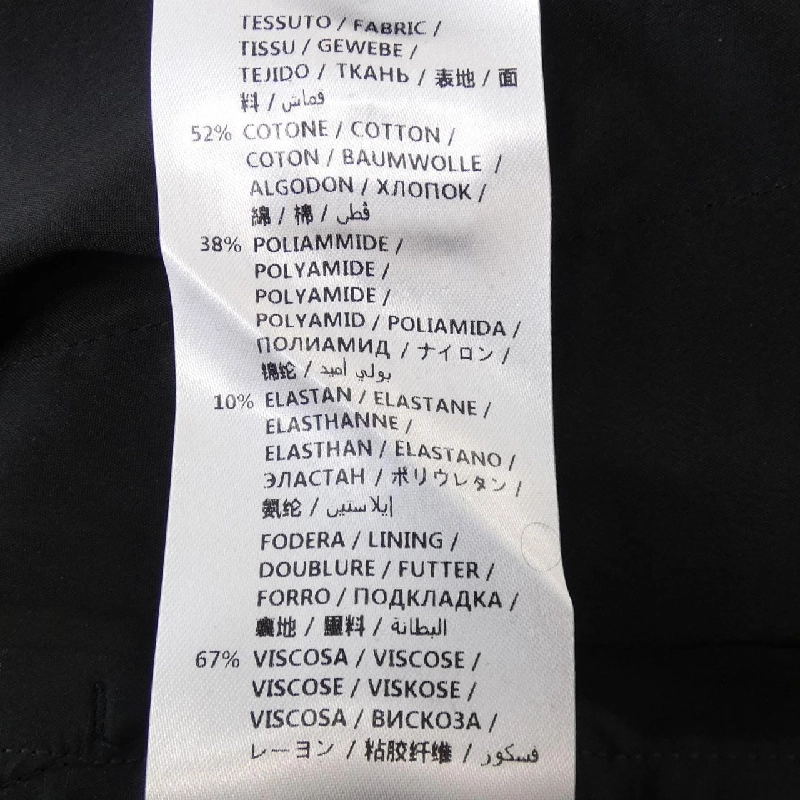 TESSUTO / FABRIC /
TISSU / GEWEBE /
TEJIDO / ТКАНЬ / 表地 / 面
料 / قماش
52% COTONE / COTTON /
COTON / BAUMWOLLE /
ALGODON / ХЛОПОК /
綿 / 棉 / قطن
38% POLIAMMIDE /
POLYAMIDE /
POLYAMIDE /
POLYAMID / POLIAMIDA /
ПОЛИАМИД / ナイロン /
锦纶 / بولي أميد
10% ELASTAN / ELASTANE /
ELASTHANNE /
ELASTHAN / ELASTANO /
ЭЛАСТАН / ポリウレタン /
氨纶 / إيلاستين
FODERA / LINING /
DOUBLURE / FUTTER /
FORRO / ПОДКЛАДКА /
裏地 / 里料 / البطانة
67% VISCOSA / VISCOSE /
VISCOSE / VISKOSE /
VISCOSA / ВИСКОЗА /
レーヨン / 粘胶纤维 / فسكوز